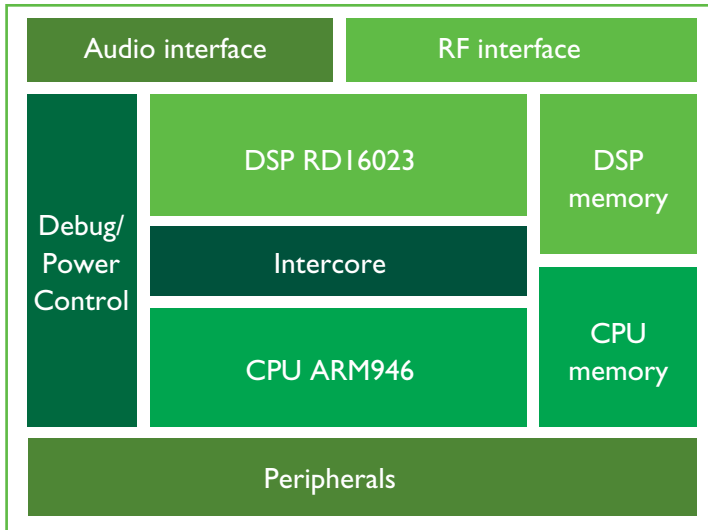 Audio interface
RF interface
DSP RD16023
DSP
memory
Debug/
Power
Control
Intercore
CPU ARM946
CPU
memory
Peripherals